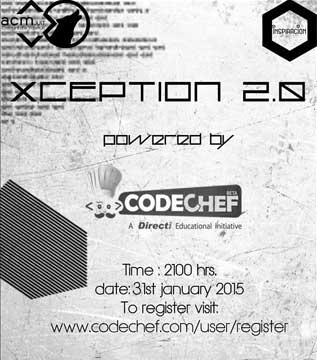 acm
INSPIRACION
XCEPTION 2.0
powered by
BETA
CODECHEF
A Directi Educational Initiative
Time : 2100 hrs.
date: 31st january 2015
To register visit:
www.codechef.com/user/register